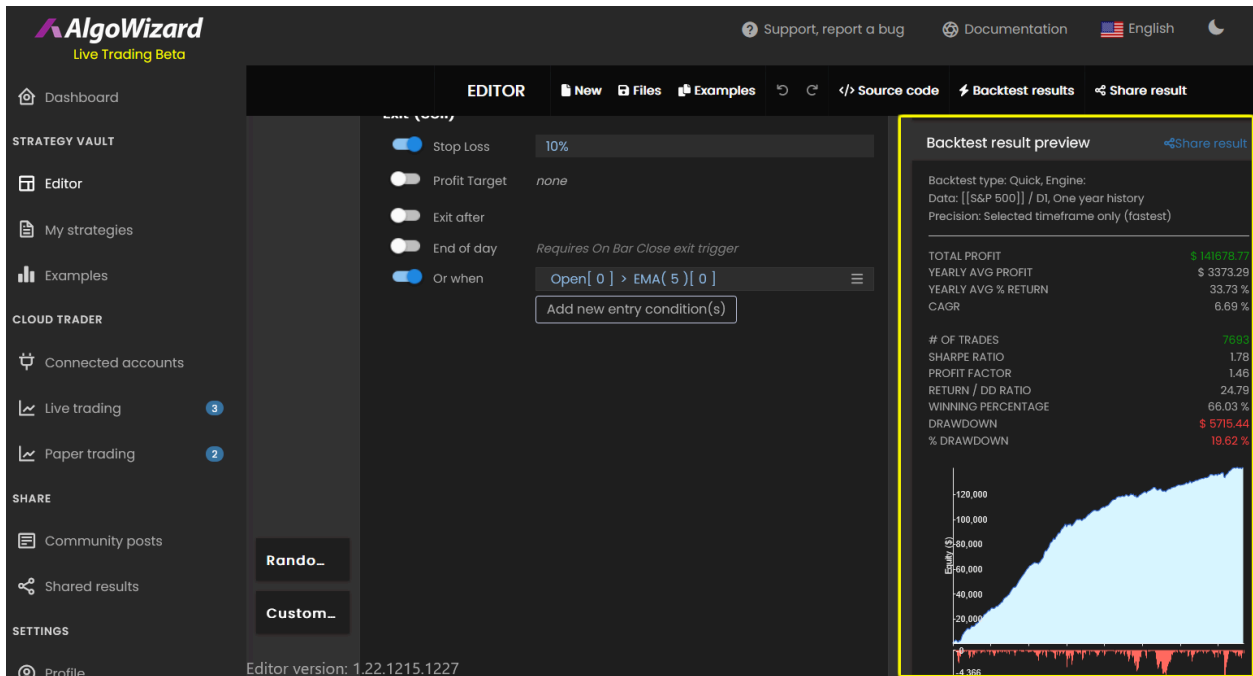 AlgoWizard
Live Trading Beta
Support, report a bug
Documentation
English
Dashboard
STRATEGY VAULT
Editor
My strategies
Examples
CLOUD TRADER
Connected accounts
Live trading 3
Paper trading 2
SHARE
Community posts
Shared results
SETTINGS
Profile
EDITOR
New
Files
Examples
</> Source code
Backtest results
Share result
Stop Loss 10%
Profit Target none
Exit after
End of day Requires On Bar Close exit trigger
Or when Open[ 0 ] > EMA( 5 )[ 0 ]
Add new entry condition(s)
Rando...
Custom...
Editor version: 1.22.1215.1227
Backtest result preview
Share result
Backtest type: Quick, Engine:
Data: [[S&P 500]] / D1, One year history
Precision: Selected timeframe only (fastest)
TOTAL PROFIT $ 141678.77
YEARLY AVG PROFIT $ 3373.29
YEARLY AVG % RETURN 33.73 %
CAGR 6.69 %
# OF TRADES 7693
SHARPE RATIO 1.78
PROFIT FACTOR 1.46
RETURN / DD RATIO 24.79
WINNING PERCENTAGE 66.03 %
DRAWDOWN $ 5715.44
% DRAWDOWN 19.62 %
Equity ($)
120,000
100,000
80,000
60,000
40,000
20,000
0
-4,366